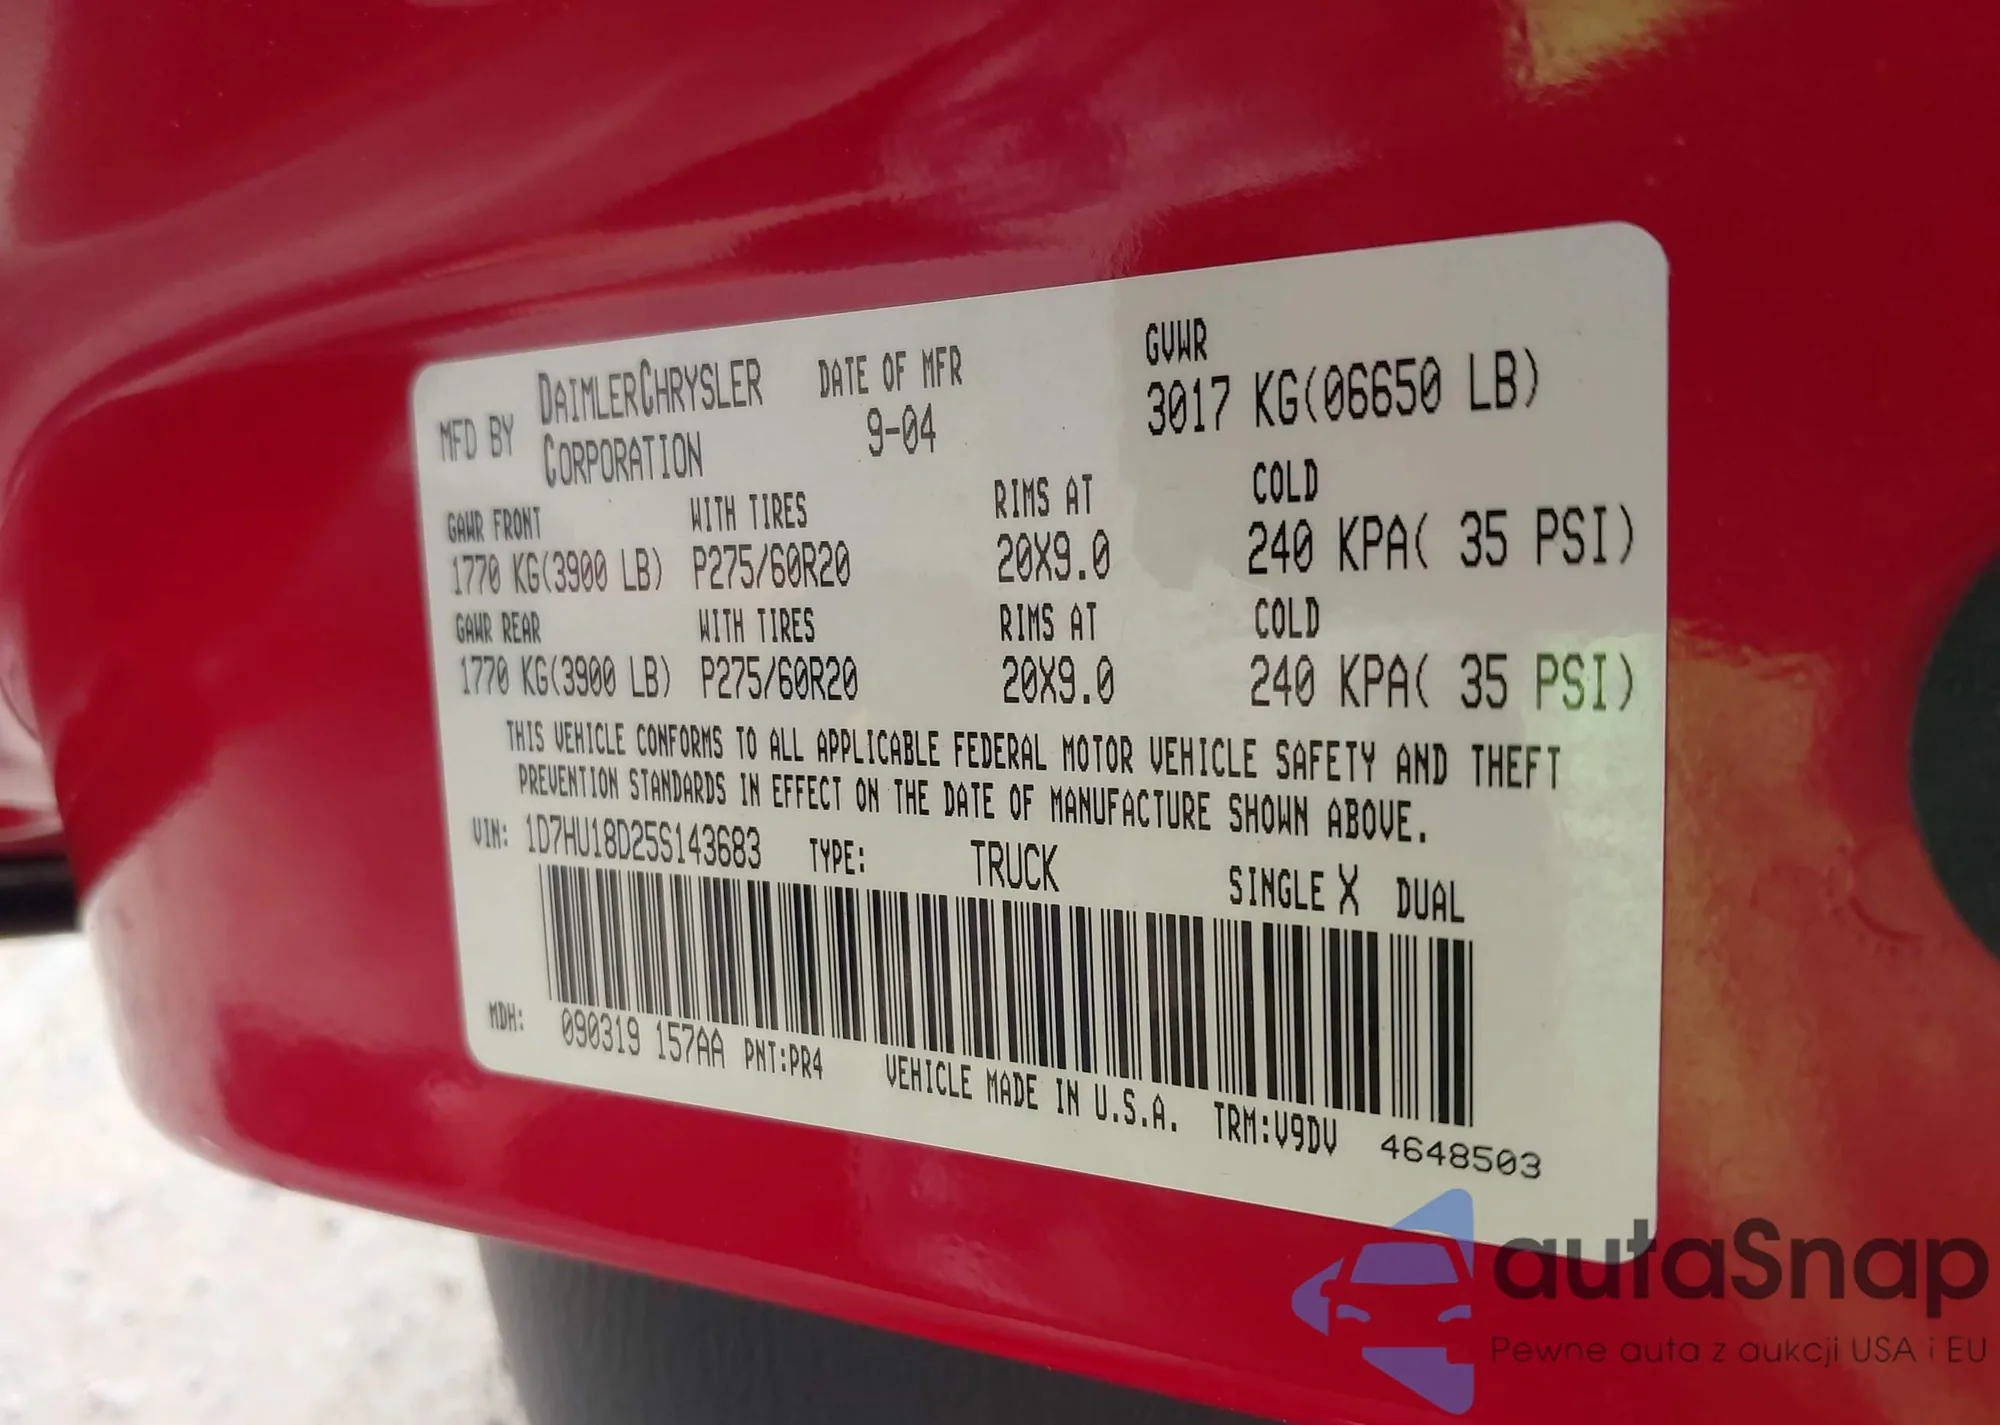 MFD BY DAIMLERCHRYSLER CORPORATION
DATE OF MFR
9-04
GVWR
3017 KG(06650 LB)
GAWR FRONT WITH TIRES RIMS AT COLD
1770 KG(3900 LB) P275/60R20 20X9.0 240 KPA( 35 PSI)
GAWR REAR WITH TIRES RIMS AT COLD
1770 KG(3900 LB) P275/60R20 20X9.0 240 KPA( 35 PSI)
THIS VEHICLE CONFORMS TO ALL APPLICABLE FEDERAL MOTOR VEHICLE SAFETY AND THEFT
PREVENTION STANDARDS IN EFFECT ON THE DATE OF MANUFACTURE SHOWN ABOVE.
VIN: 1D7HU18D25S143683 TYPE: TRUCK SINGLE X DUAL
MDH: 090319 157AA PNT:PR4 VEHICLE MADE IN U.S.A. TRM:V9DV 4648503
autaSnap
Pewne auta z aukcji USA i EU